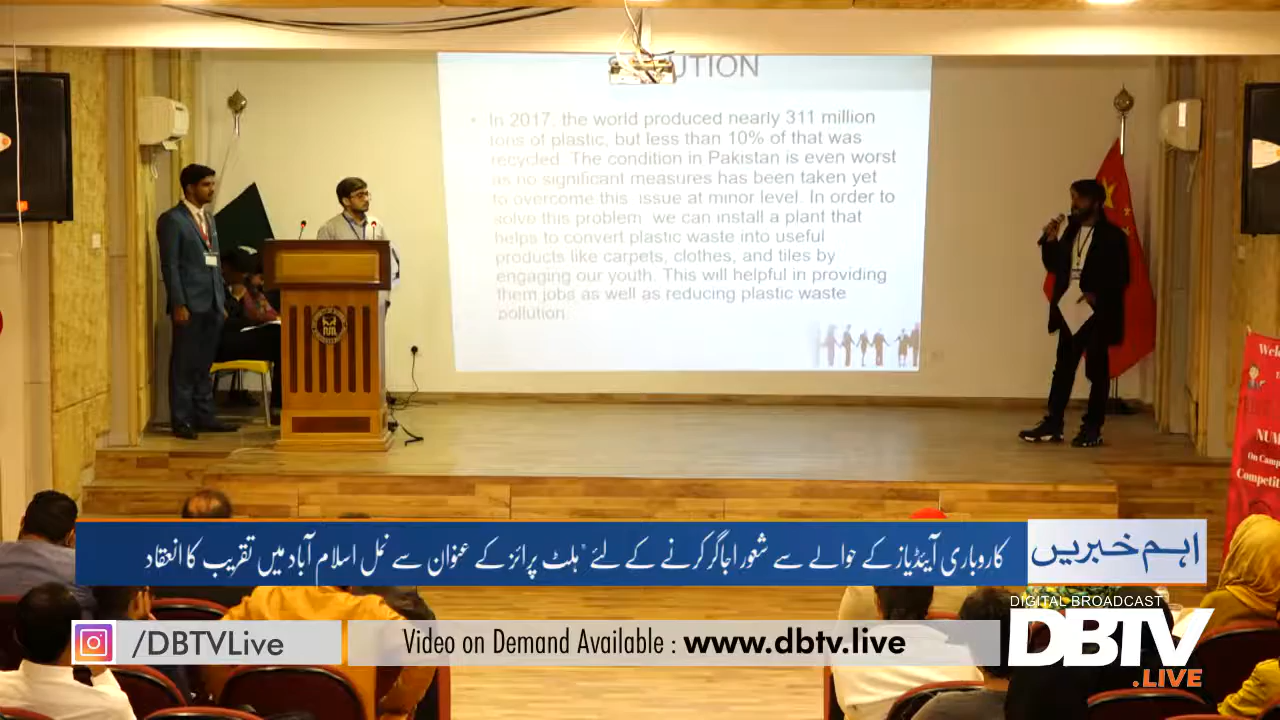 UTION
• In 2017, the world produced nearly 311 million
tons of plastic, but less than 10% of that was
recycled. The condition in Pakistan is even worst
as no significant measures has been taken yet
to overcome this issue at minor level. In order to
solve this problem we can install a plant that
helps to convert plastic waste into useful
products like carpets, clothes, and tiles by
engaging our youth. This will helpful in providing
them jobs as well as reducing plastic waste
pollution.
On Camp
Competit
اہم خبریں
کاروباری آئیڈیاز کے حوالے سے شعور اجاگر کرنے کے لئے "ہلٹ پرائز کے عنوان سے نمل اسلام آباد میں تقریب کا انعقاد
/DBTVLive
Video on Demand Available : www.dbtv.live
DIGITAL BROADCAST
DBTV
.LIVE